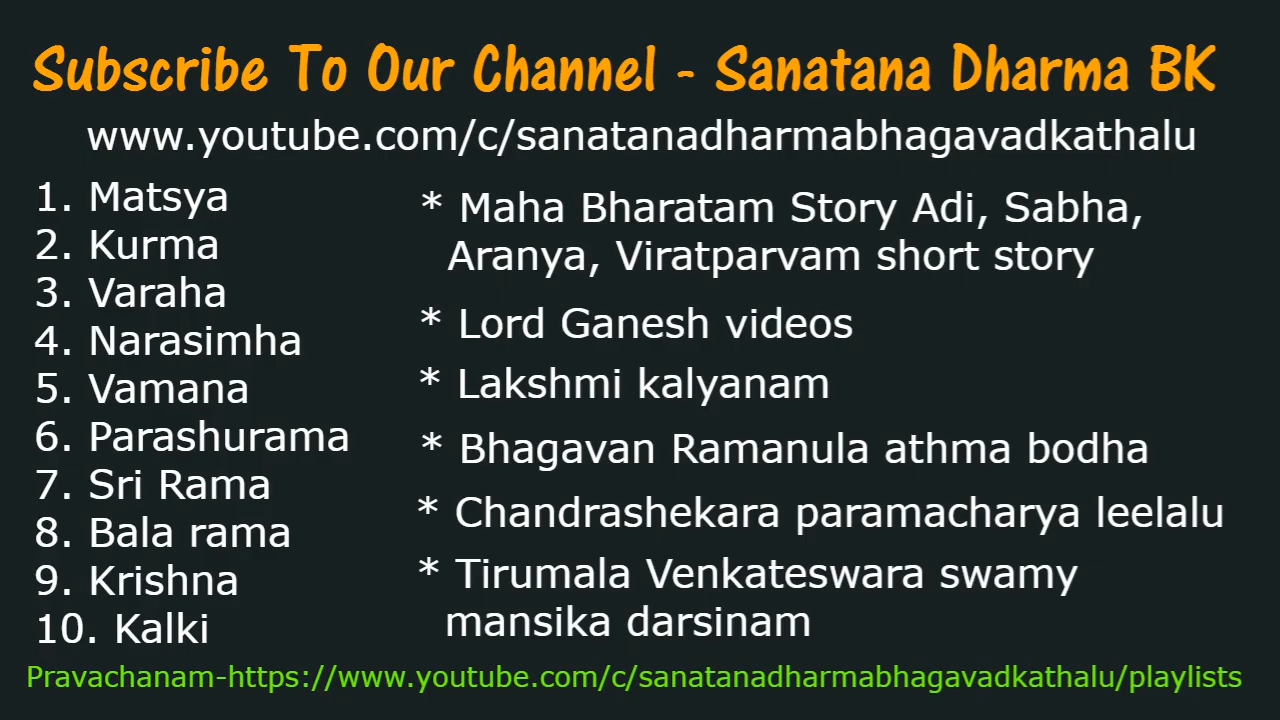 Subscribe To Our Channel - Sanatana Dharma BK
www.youtube.com/c/sanatanadharmabhagavadkathalu
1. Matsya
2. Kurma
3. Varaha
4. Narasimha
5. Vamana
6. Parashurama
7. Sri Rama
8. Bala rama
9. Krishna
10. Kalki
* Maha Bharatam Story Adi, Sabha,
Aranya, Viratparvam short story
* Lord Ganesh videos
* Lakshmi kalyanam
* Bhagavan Ramanula athma bodha
* Chandrashekara paramacharya leelalu
* Tirumala Venkateswara swamy
mansika darsinam
Pravachanam-https://www.youtube.com/c/sanatanadharmabhagavadkathalu/playlists